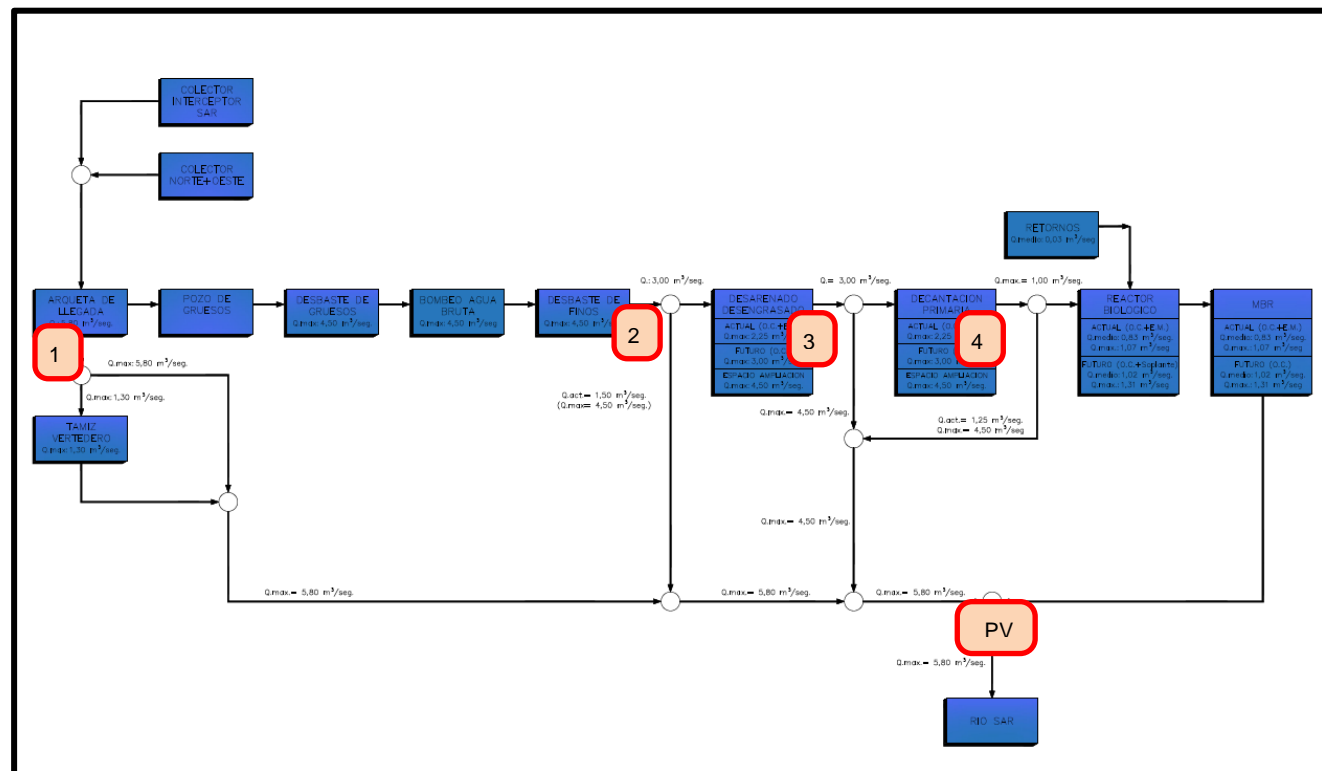 COLECTOR
INTERCEPTOR
SAR
COLECTOR
NORTE+OESTE
RETORNOS
Q.medio: 0,03 m³/seg
ARQUETA DE
LLEGADA
m³/seg.
POZO DE
GRUESOS
DESBASTE DE
GRUESOS
Q.max: 4,50 m³/seg.
BOMBEO AGUA
BRUTA
Q.max: 4,50 m³/seg.
DESBASTE DE
FINOS
Q.max: 4,50 m³/seg.
Q.:3,00 m³/seg.
DESARENADO
DESENGRASADO
ACTUAL (O.C.+E
Q.max: 2,25 m³/seg.
FUTURO (O.C.
Q.max: 3,00 m³/seg.
ESPACIO AMPLIACION
Q.max: 4,50 m³/seg.
Q.= 3,00 m³/seg.
DECANTACION
PRIMARIA
ACTUAL (O.
Q.max: 2,25
FUTURO (
Q.max: 3,00 m³/seg.
ESPACIO AMPLIACION
Q.max: 4,50 m³/seg.
Q.max.= 1,00 m³/seg.
REACTOR
BIOLOGICO
ACTUAL (O.C.+E.M.)
Q.medio: 0,83 m³/seg.
Q.max.: 1,07 m³/seg.
FUTURO (O.C.+Sopllante)
Q.medio: 1,02 m³/seg.
Q.max.: 1,31 m³/seg.
MBR
ACTUAL (O.C.+E.M.)
Q.medio: 0,83 m³/seg.
Q.max.: 1,07 m³/seg.
FUTURO (O.C.)
Q.medio: 1,02 m³/seg.
Q.max.: 1,31 m³/seg.
1
2
3
4
Q.max: 5,80 m³/seg.
Q.max: 1,30 m³/seg.
TAMIZ
VERTEDERO
Q.max: 1,30 m³/seg.
Q.act.= 1,50 m³/seg.
(Q.max= 4,50 m³/seg.)
Q.max.= 4,50 m³/seg.
Q.act.= 1,25 m³/seg.
Q.max.= 4,50 m³/seg
Q.max.= 4,50 m³/seg.
Q.max.= 5,80 m³/seg.
Q.max.= 5,80 m³/seg.
Q.max.= 5,80 m³/seg.
PV
Q.max.= 5,80 m³/seg.
RIO SAR